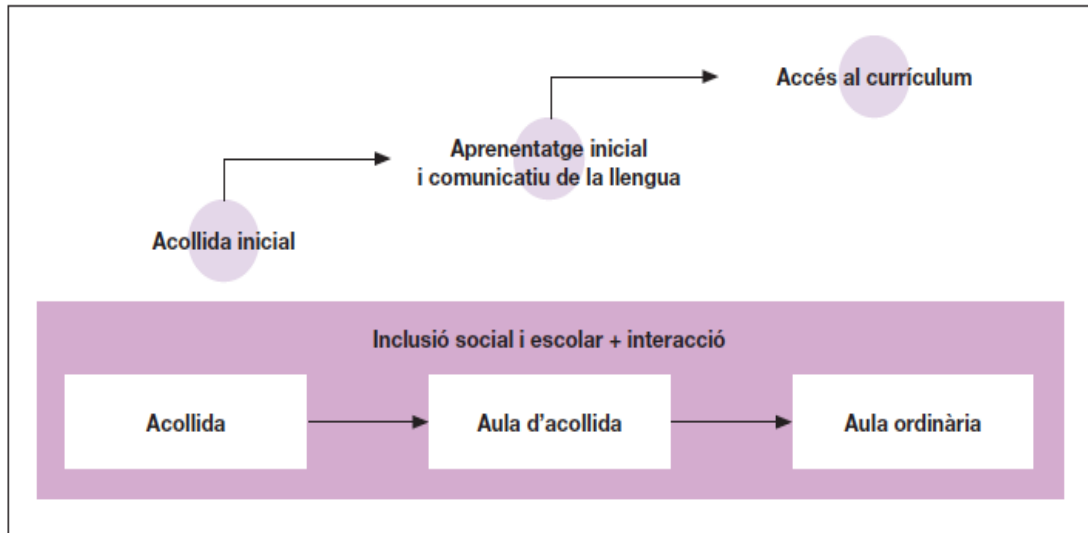 Accés al currículum
Aprenentatge inicial
i comunicatiu de la llengua
Acollida inicial
Inclusió social i escolar + interacció
Acollida
Aula d'acollida
Aula ordinària